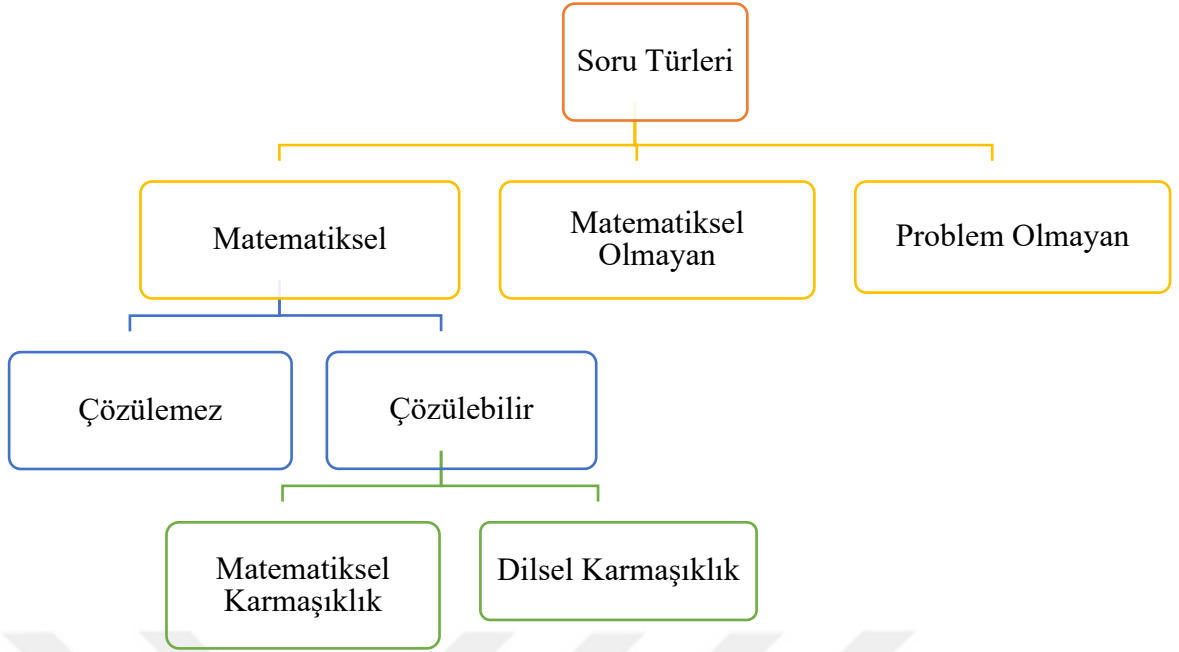 Soru Türleri
Matematiksel
Matematiksel
Olmayan
Problem Olmayan
Çözülemez
Çözülebilir
Matematiksel
Karmaşıklık
Dilsel Karmaşıklık